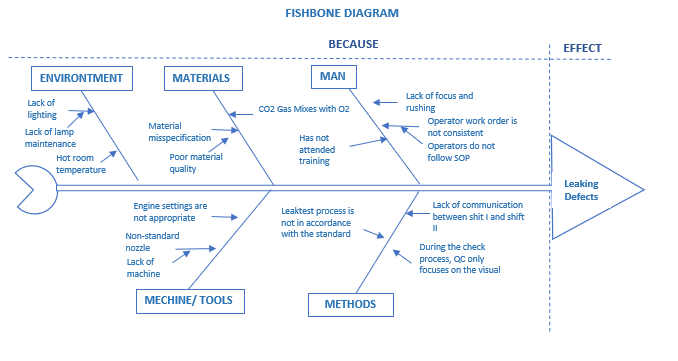 FISHBONE DIAGRAM
BECAUSE
EFFECT
ENVIRONTMENT
MATERIALS
MAN
Lack of
lighting
Lack of lamp
maintenance
Hot room
temperature
CO2 Gas Mixes with O2
Material
misspecification
Poor material
quality
Lack of focus and
rushing
Operator work order is
not consistent
Operators do not
follow SOP
Has not
attended
training
Leaking
Defects
Engine settings are
not appropriate
Non-standard
nozzle
Lack of
machine
Leaktest process is
not in accordance
with the standard
Lack of communication
between shit I and shift
II
During the check
process, QC only
focuses on the visual
MECHINE/ TOOLS
METHODS